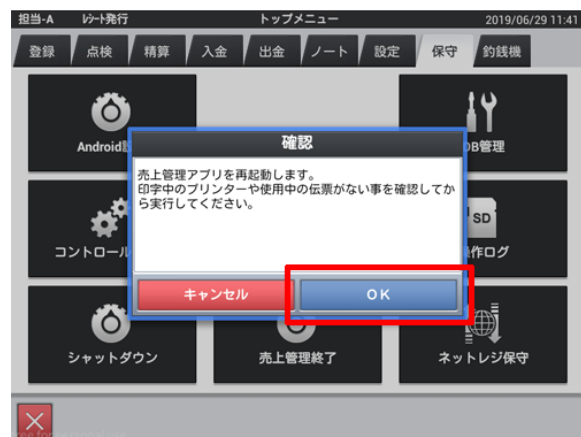 担当-A ﾚｼｰﾄ発行 トップメニュー 2019/06/29 11:41
登録 点検 精算 入金 出金 ノート 設定 保守 釣銭機
Android
DB管理
確認
売上管理アプリを再起動します。
印字中のプリンターや使用中の伝票がない事を確認してか
ら実行してください。
コントロール
SD
操作ログ
キャンセル OK
シャットダウン 売上管理終了 ネットレジ保守